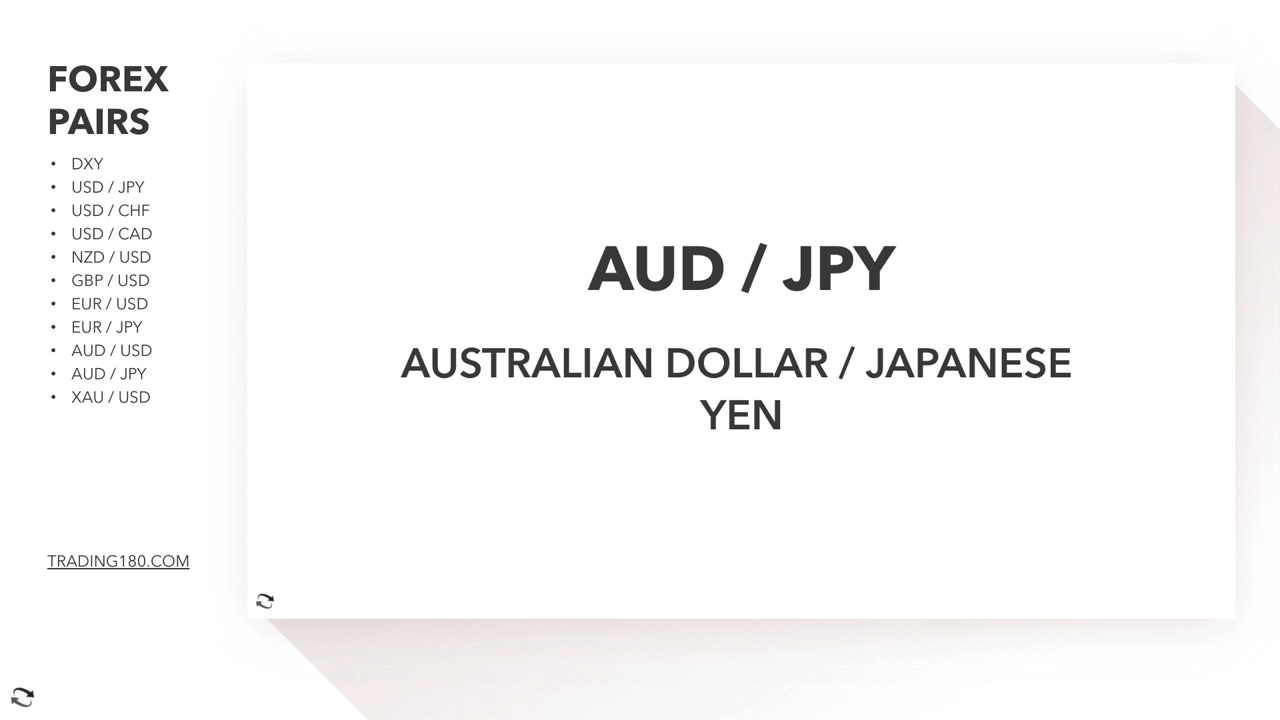 FOREX
PAIRS
• DXY
• USD / JPY
• USD / CHF
• USD / CAD
• NZD / USD
• GBP / USD
• EUR / USD
• EUR / JPY
• AUD / USD
• AUD / JPY
• XAU / USD
TRADING180.COM
AUD / JPY
AUSTRALIAN DOLLAR / JAPANESE
YEN